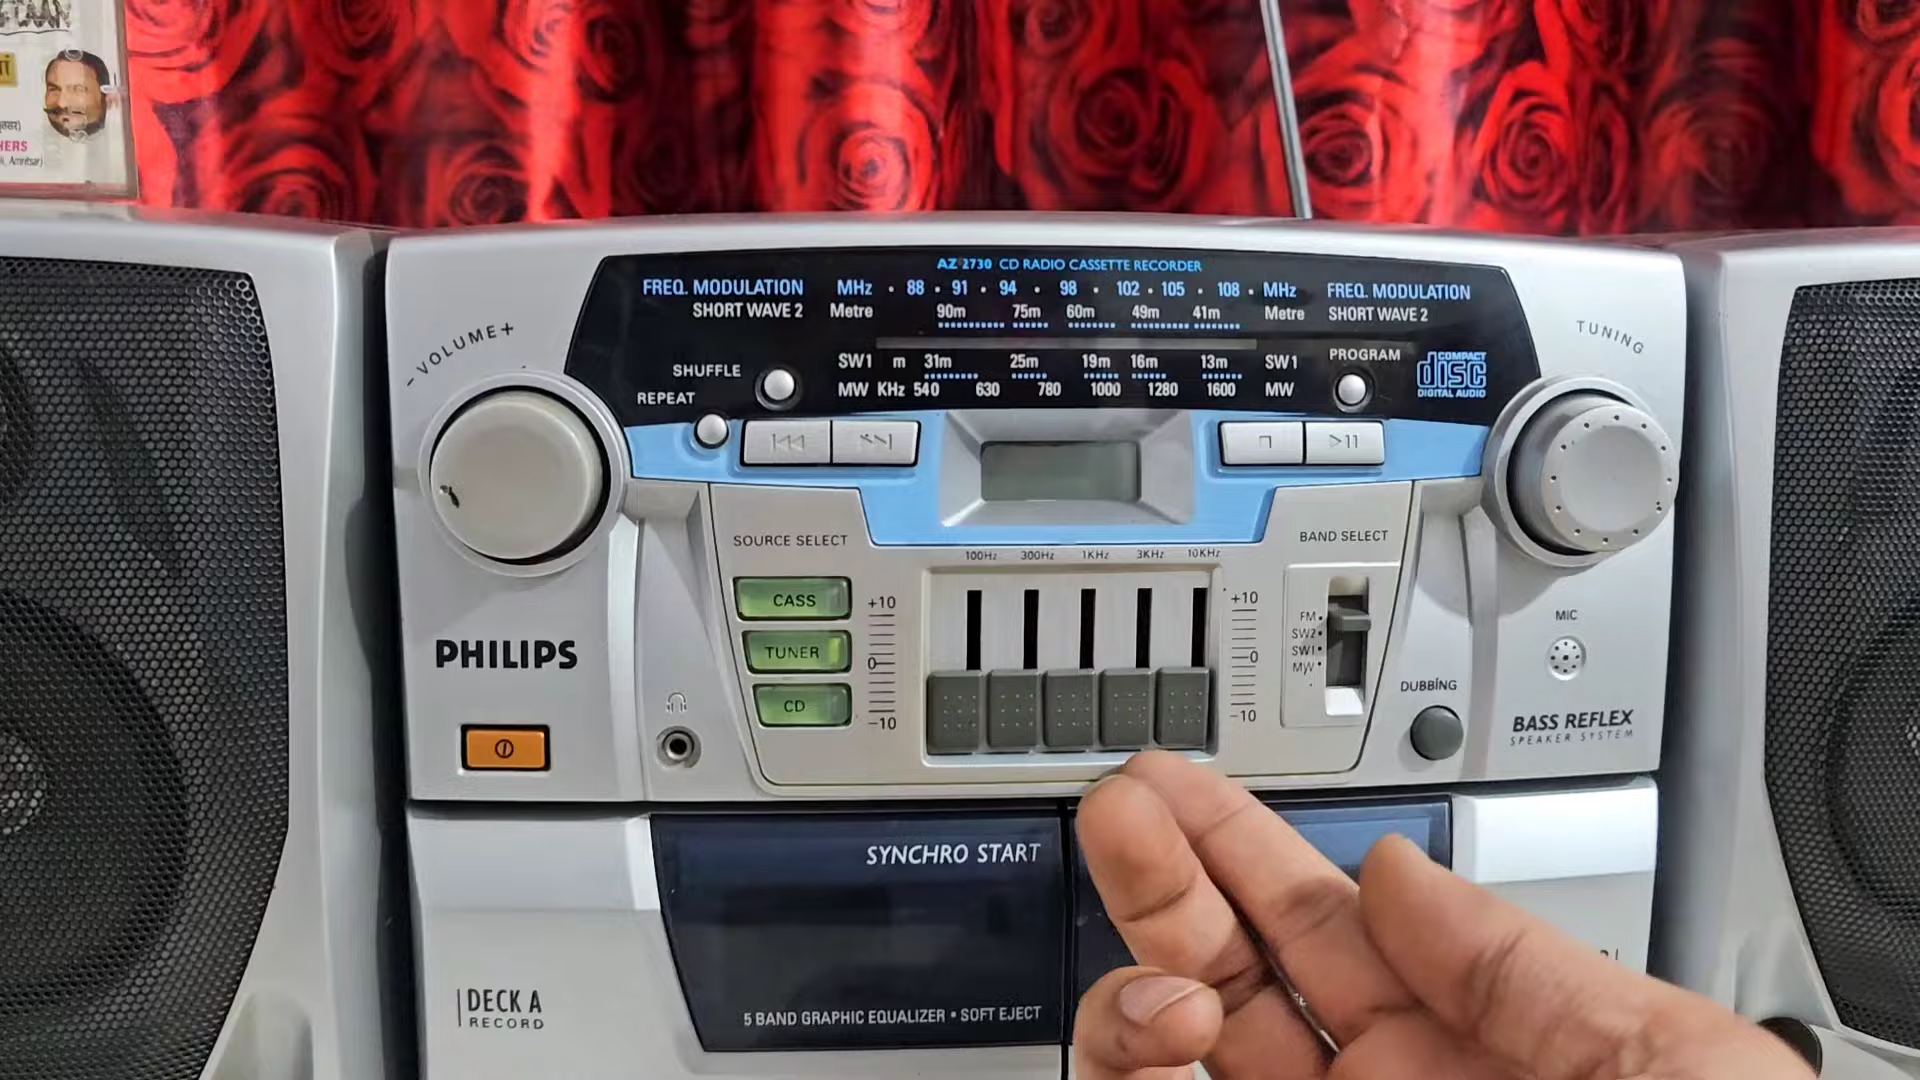 HERS
Amritsar)
AZ 2730 CD RADIO CASSETTE RECORDER
FREQ. MODULATION MHz 88 91 94 98 102 105 108 MHz FREQ. MODULATION
SHORT WAVE 2 Metre 90m 75m 60m 49m 41m Metre SHORT WAVE 2
SW1 m 31m 25m 19m 16m 13m SW1
MW KHz 540 630 780 1000 1280 1600 MW
SHUFFLE
REPEAT
PROGRAM
COMPACT
disc
DIGITAL AUDIO
- VOLUME +
TUNING
SOURCE SELECT
CASS
TUNER
CD
100Hz 300Hz 1KHz 3KHz 10KHz
+10 +10
0 0
-10 -10
BAND SELECT
FM
SW2
SW1
MW
MIC
DUBBING
PHILIPS
BASS REFLEX
SPEAKER SYSTEM
SYNCHRO START
DECK A
RECORD
5 BAND GRAPHIC EQUALIZER • SOFT EJECT